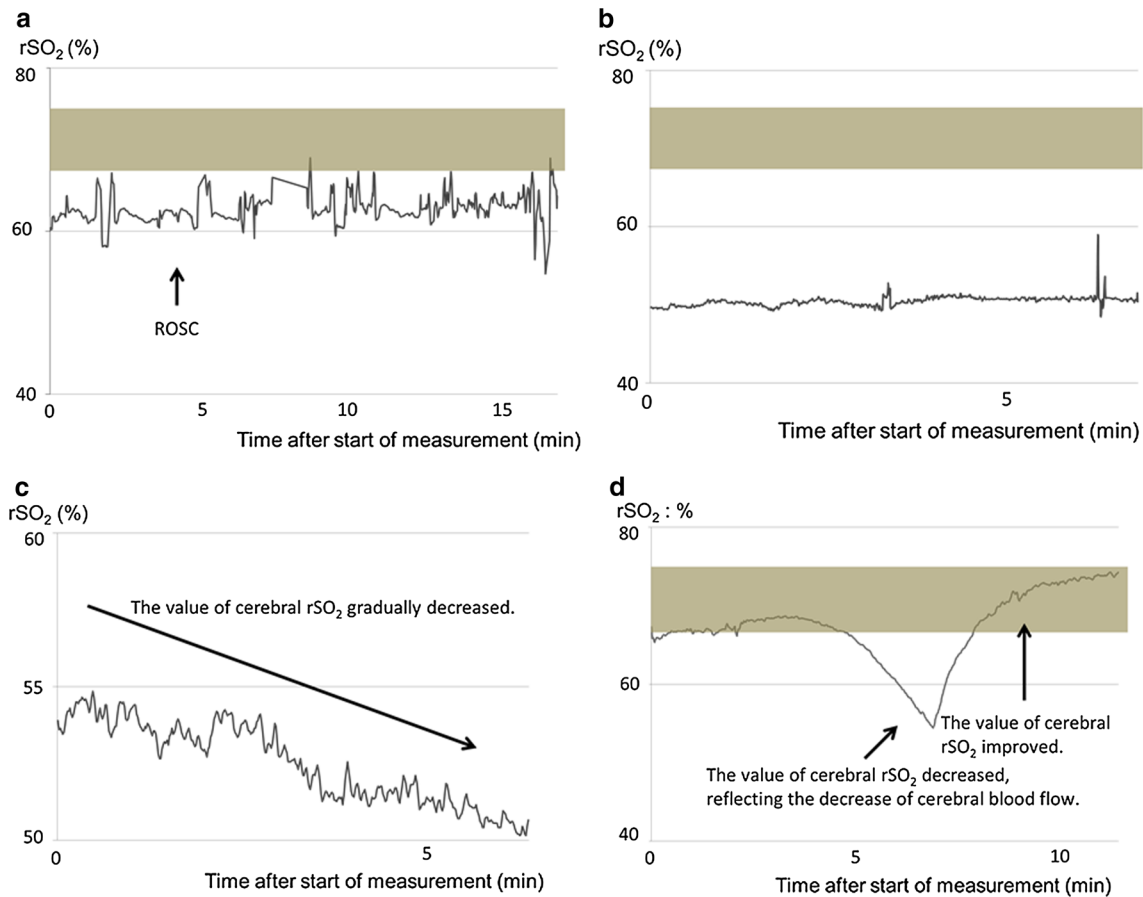 a
rSO₂ (%)
80
60
40
ROSC
0 5 10 15
Time after start of measurement (min)
b
rSO₂ (%)
80
60
40
0 5
Time after start of measurement (min)
c
rSO₂ (%)
60
The value of cerebral rSO₂ gradually decreased.
55
50
0 5
Time after start of measurement (min)
d
rSO₂ : %
80
60
The value of cerebral
rSO₂ improved.
The value of cerebral rSO₂ decreased,
reflecting the decrease of cerebral blood flow.
40
0 5 10
Time after start of measurement (min)